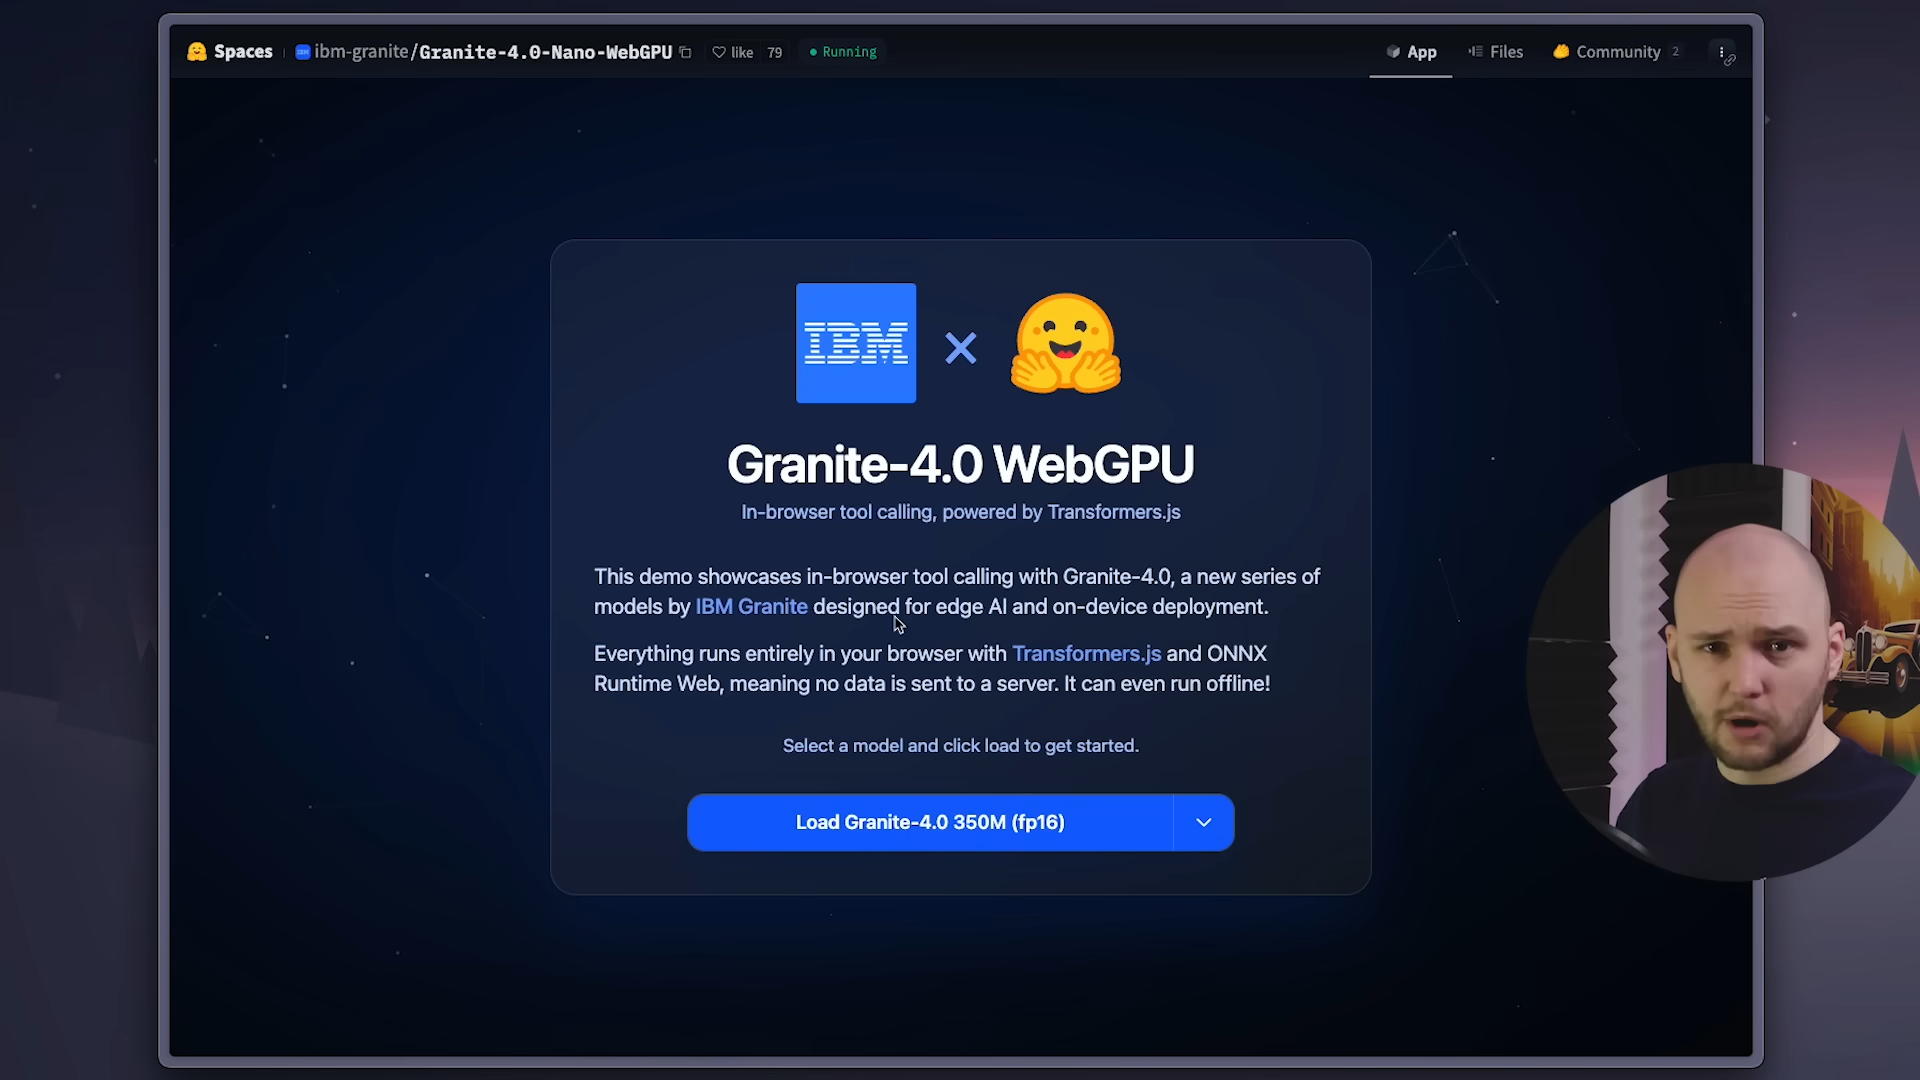 Spaces ibm-granite/Granite-4.0-Nano-WebGPU like 79 Running App Files Community 2
IBM
Granite-4.0 WebGPU
In-browser tool calling, powered by Transformers.js
This demo showcases in-browser tool calling with Granite-4.0, a new series of
models by IBM Granite designed for edge AI and on-device deployment.
Everything runs entirely in your browser with Transformers.js and ONNX
Runtime Web, meaning no data is sent to a server. It can even run offline!
Select a model and click load to get started.
Load Granite-4.0 350M (fp16)